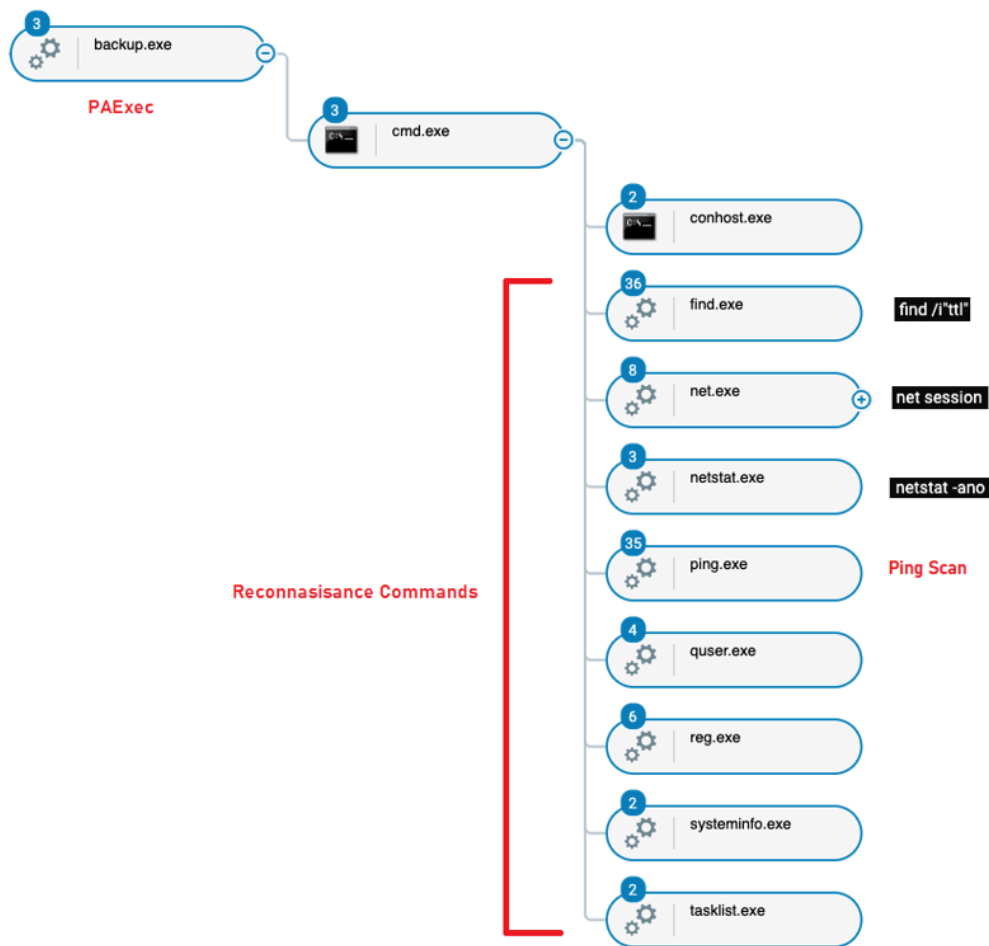 3
backup.exe
PAExec
3
cmd.exe
2
conhost.exe
36
find.exe
find /i"ttl"
8
net.exe
net session
3
netstat.exe
netstat -ano
35
ping.exe
Ping Scan
Reconnasisance Commands
4
quser.exe
6
reg.exe
2
systeminfo.exe
2
tasklist.exe